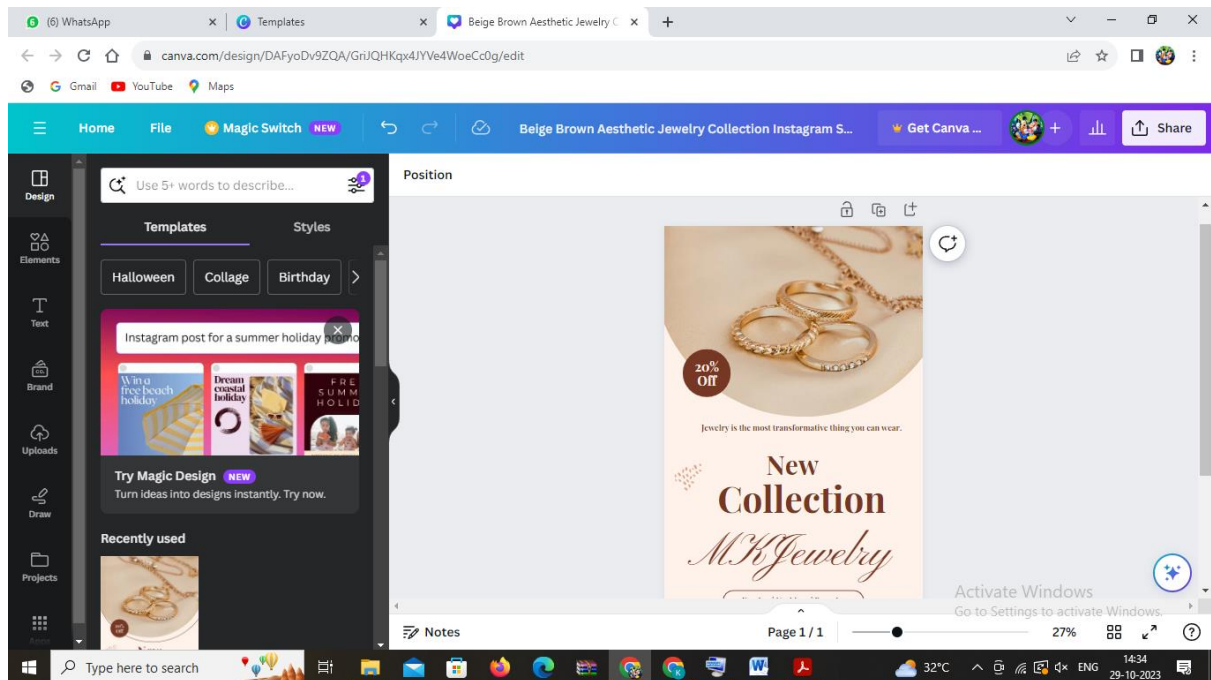 (6) WhatsApp
Templates
Beige Brown Aesthetic Jewelry C
canva.com/design/DAFyoDv9ZQA/GriJQHKqx4JYVe4WoeCc0g/edit
Gmail YouTube Maps
Home File Magic Switch NEW Beige Brown Aesthetic Jewelry Collection Instagram S... Get Canva ... Share
Design
Elements
Text
Brand
Uploads
Draw
Projects
Use 5+ words to describe...
1
Templates Styles
Halloween Collage Birthday
Instagram post for a summer holiday promo
Win a
free beach
holiday
Dream
coastal
holiday
FREE
SUMM
HOLID
Try Magic Design NEW
Turn ideas into designs instantly. Try now.
Recently used
Position
20%
Off
Jewelry is the most transformative thing you can wear.
New
Collection
MKJewelry
Activate Windows
Go to Settings to activate Windows.
Notes Page 1 / 1 27%
Type here to search 32°C ENG 14:34
29-10-2023